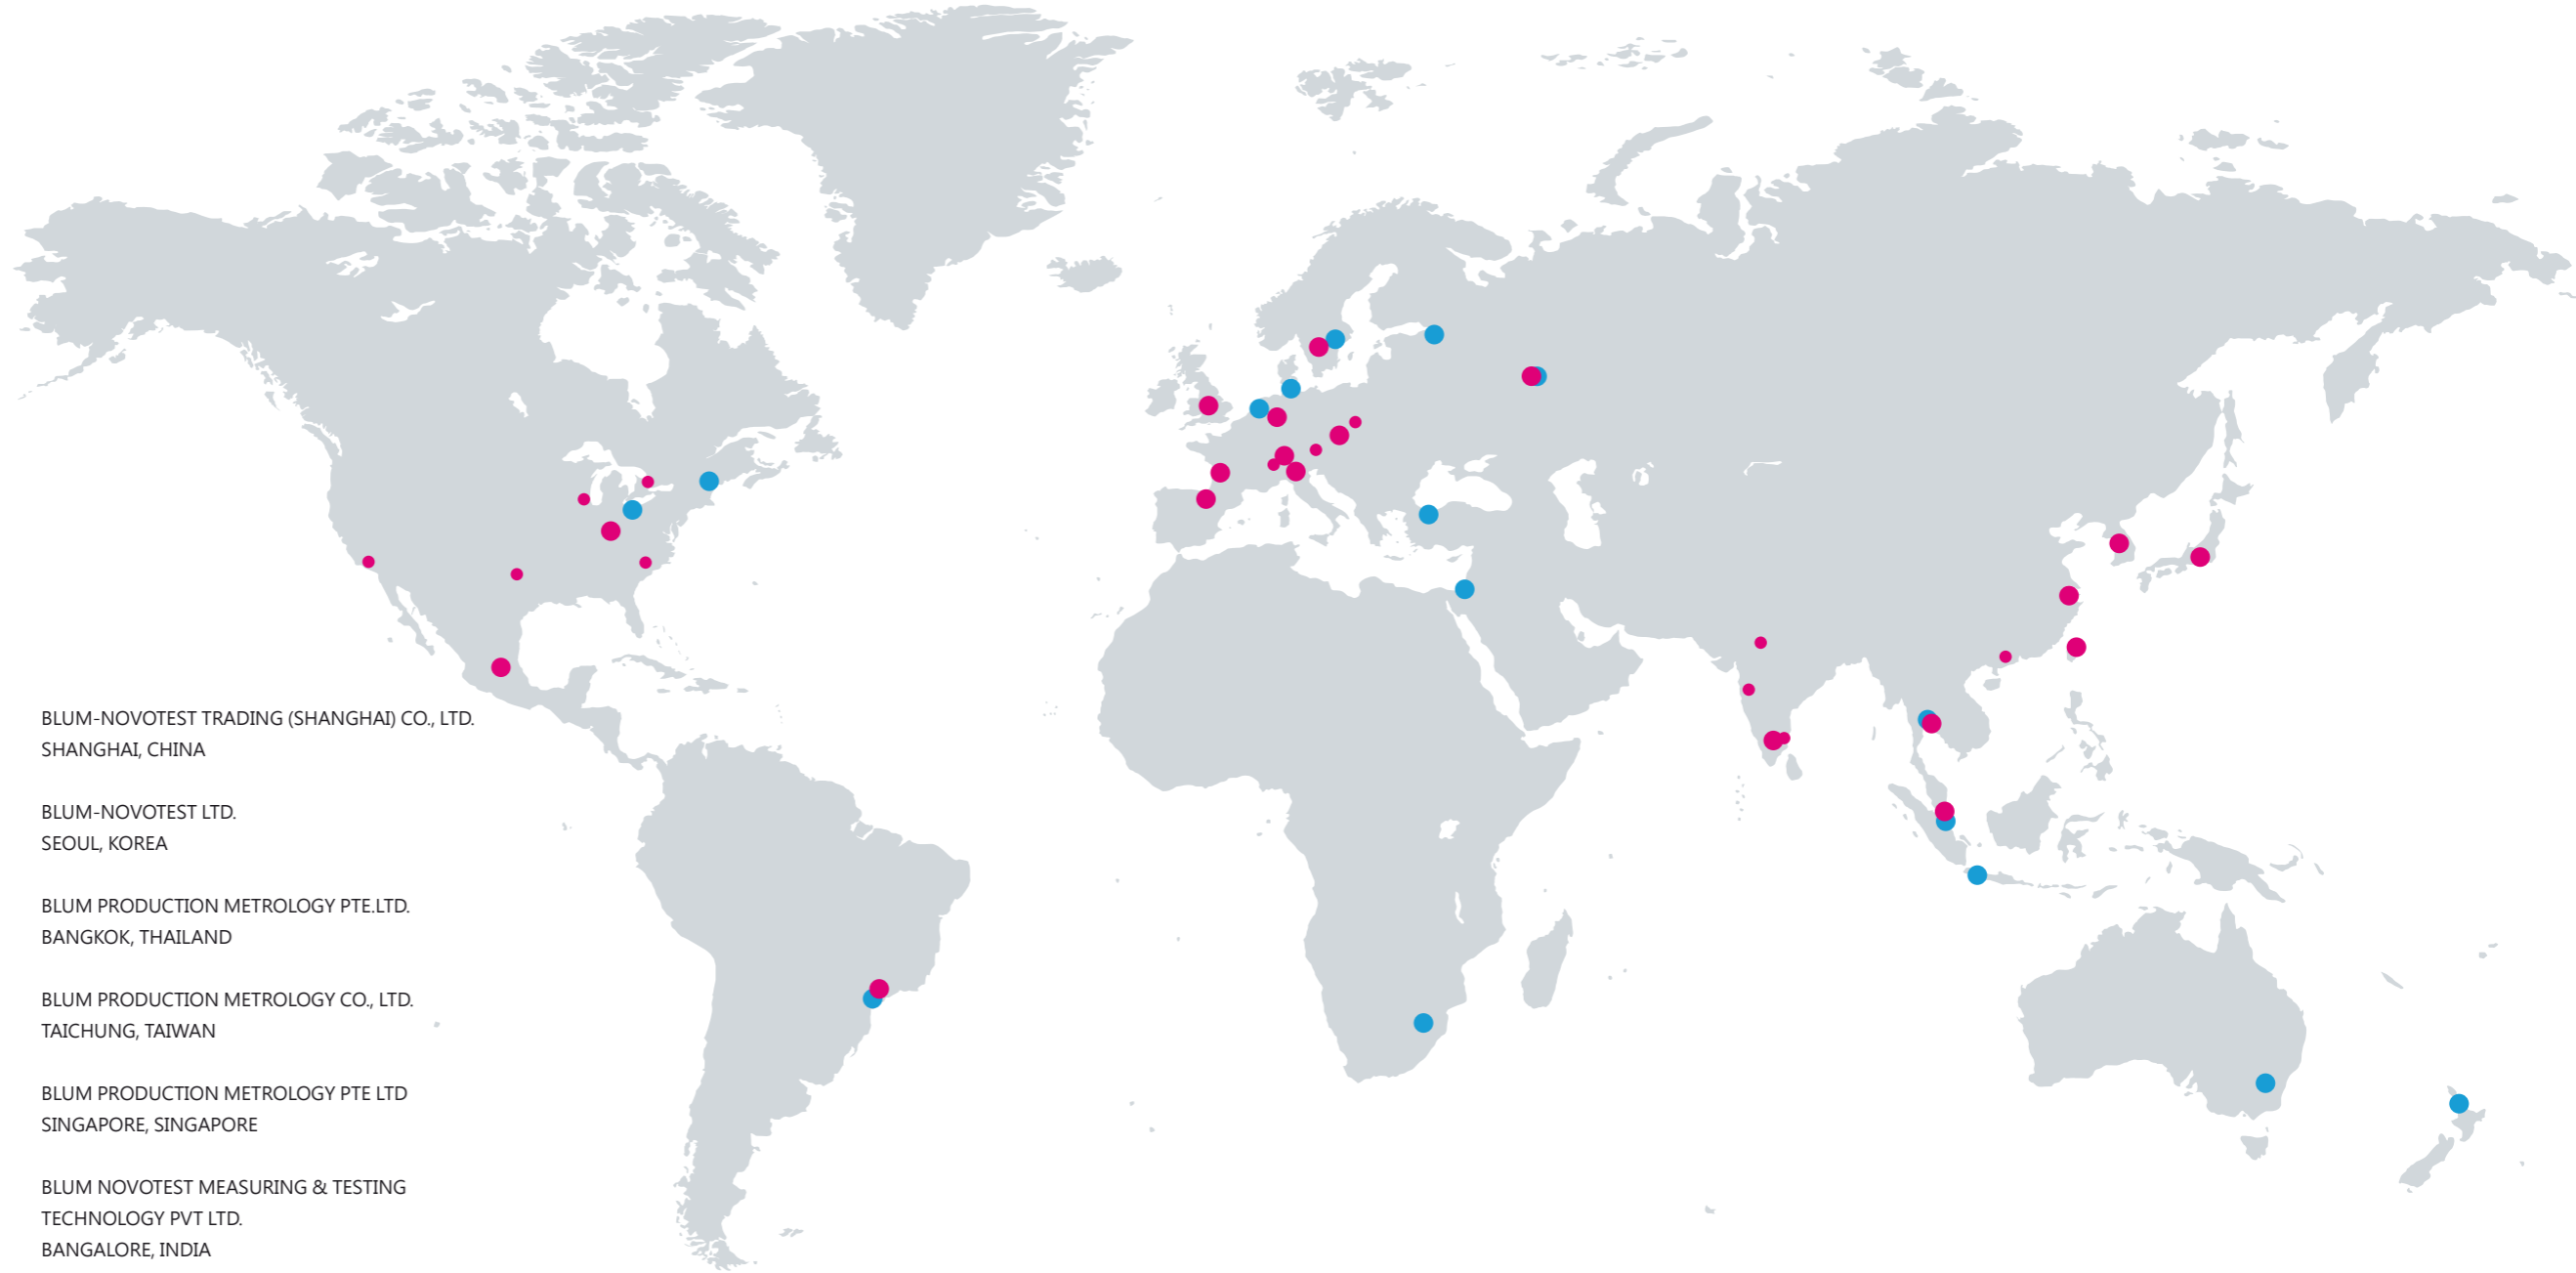 BLUM-NOVOTEST TRADING (SHANGHAI) CO., LTD.
SHANGHAI, CHINA
BLUM-NOVOTEST LTD.
SEOUL, KOREA
BLUM PRODUCTION METROLOGY PTE.LTD.
BANGKOK, THAILAND
BLUM PRODUCTION METROLOGY CO., LTD.
TAICHUNG, TAIWAN
BLUM PRODUCTION METROLOGY PTE LTD
SINGAPORE, SINGAPORE
BLUM NOVOTEST MEASURING & TESTING
TECHNOLOGY PVT LTD.
BANGALORE, INDIA